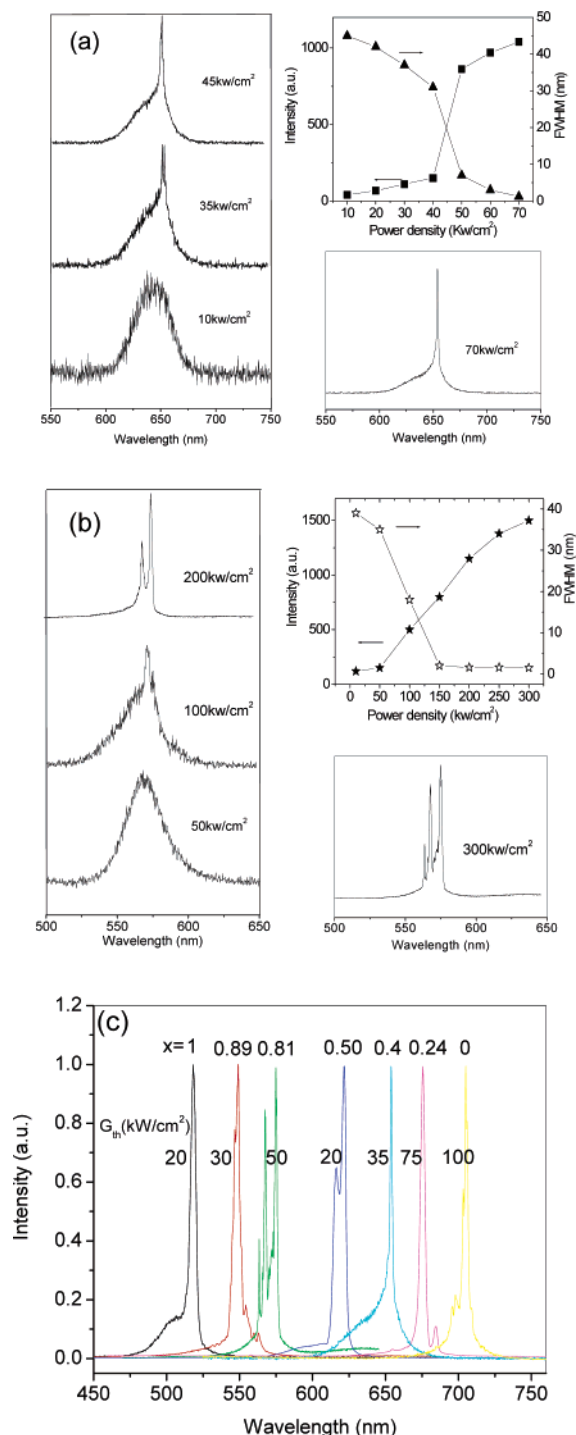 (a)
45kw/cm²
35kw/cm²
10kw/cm²
550 600 650 700 750
Wavelength (nm)
1000
500
0
Intensity (a.u.)
50
40
30
20
10
0
FWHM (nm)
10 20 30 40 50 60 70
Power density (Kw/cm²)
70kw/cm²
550 600 650 700 750
Wavelength (nm)
(b)
200kw/cm²
100kw/cm²
50kw/cm²
500 550 600 650
Wavelength (nm)
1500
1000
500
0
Intensity (a.u.)
40
30
20
10
0
FWHM (nm)
0 50 100 150 200 250 300
Power density (kw/cm²)
300kw/cm²
500 550 600 650
Wavelength (nm)
(c)
x= 1 0.89 0.81 0.50 0.4 0.24 0
Gth(kW/cm²)
20 30 50 20 35 75 100
1.2
1.0
0.8
0.6
0.4
0.2
0.0
Intensity (a.u.)
450 500 550 600 650 700 750
Wavelength (nm)